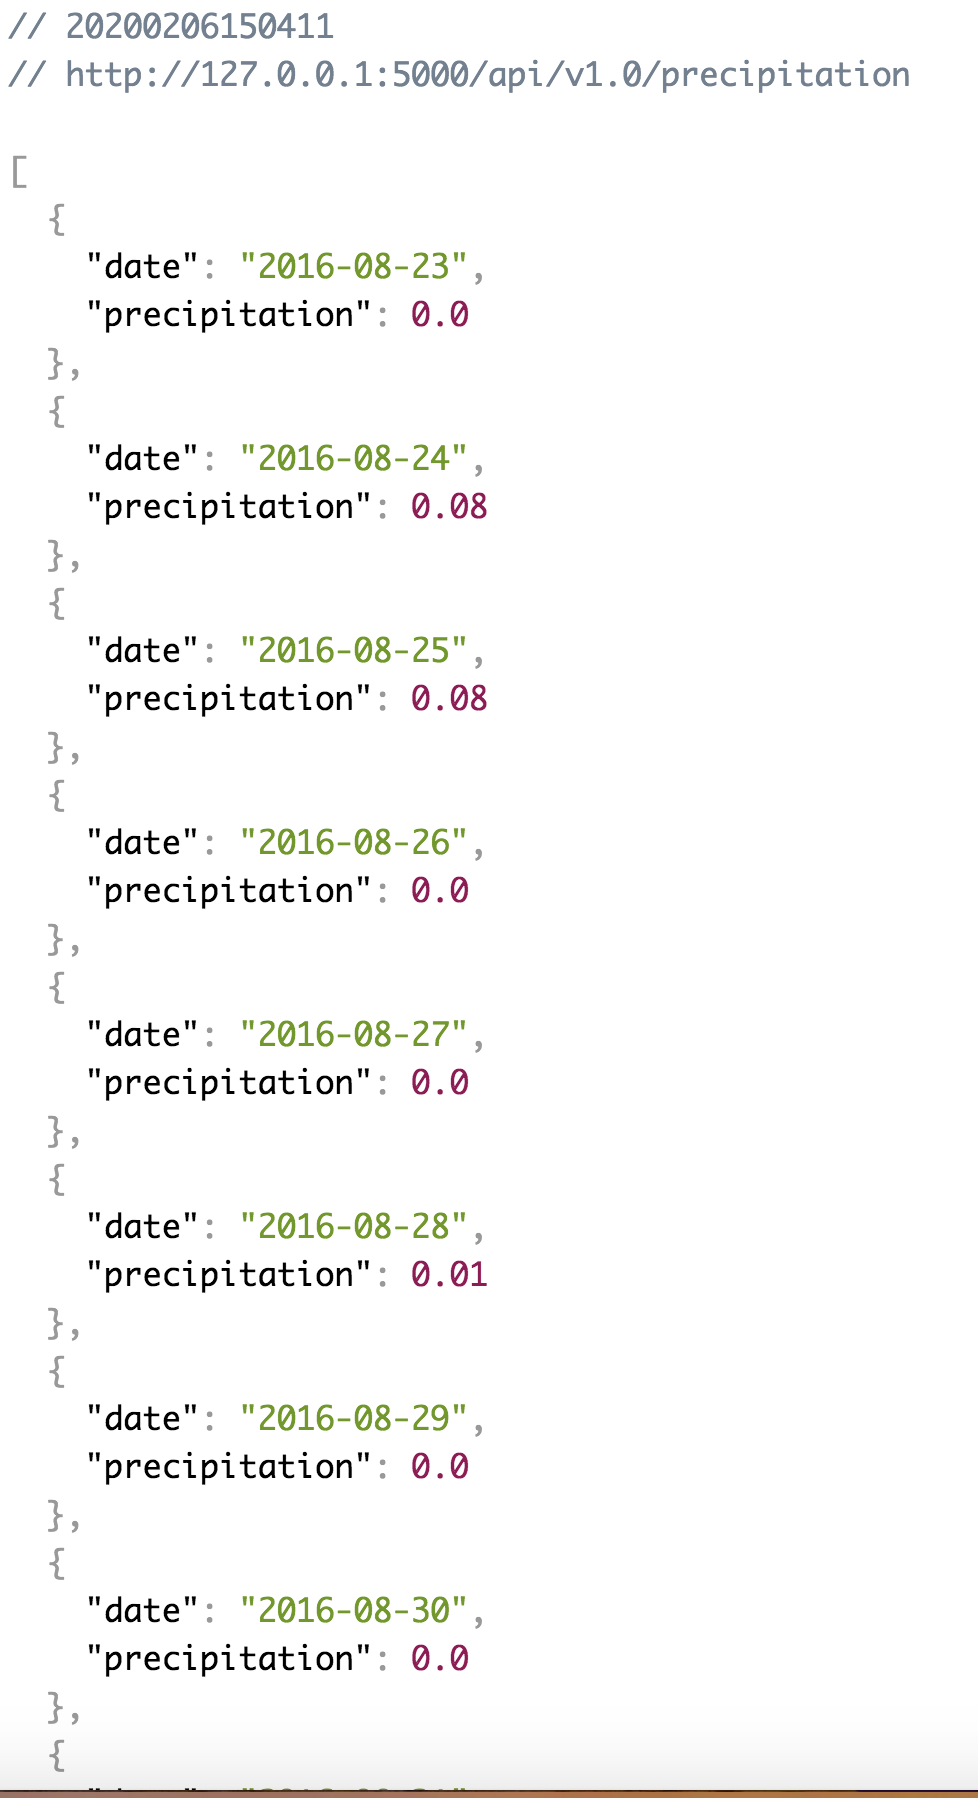 // 20200206150411
// http://127.0.0.1:5000/api/v1.0/precipitation
[
  {
    "date": "2016-08-23",
    "precipitation": 0.0
  },
  {
    "date": "2016-08-24",
    "precipitation": 0.08
  },
  {
    "date": "2016-08-25",
    "precipitation": 0.08
  },
  {
    "date": "2016-08-26",
    "precipitation": 0.0
  },
  {
    "date": "2016-08-27",
    "precipitation": 0.0
  },
  {
    "date": "2016-08-28",
    "precipitation": 0.01
  },
  {
    "date": "2016-08-29",
    "precipitation": 0.0
  },
  {
    "date": "2016-08-30",
    "precipitation": 0.0
  },
  {